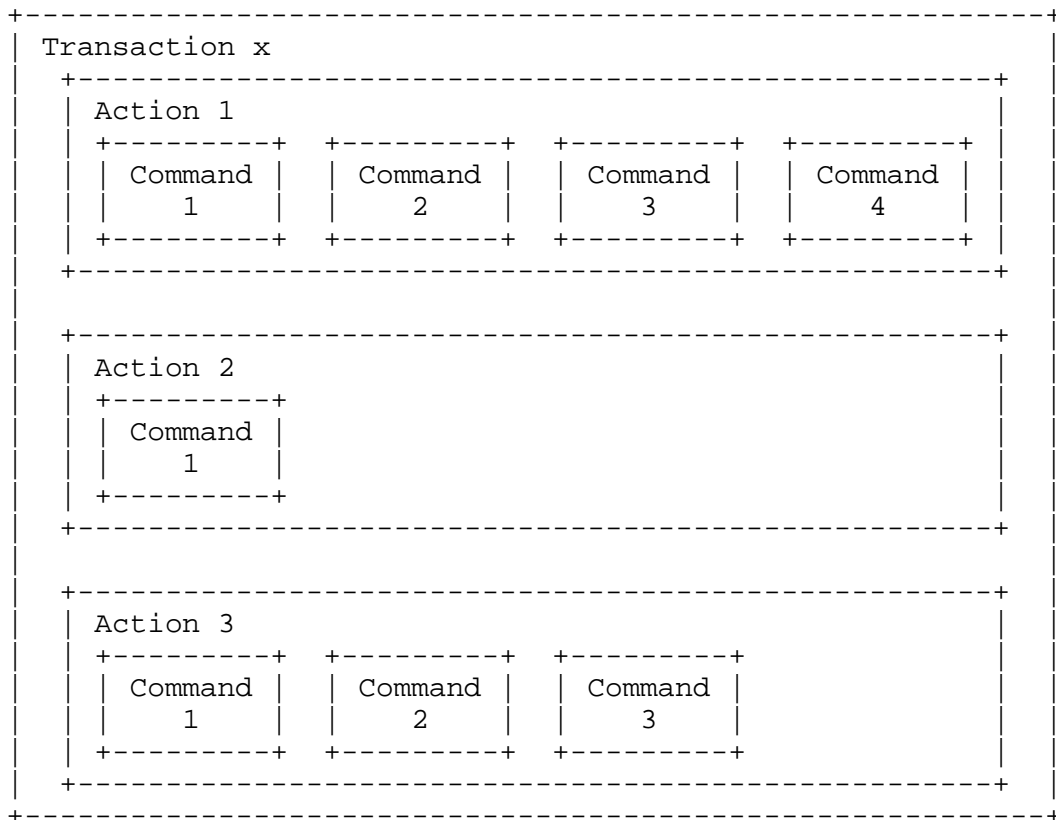 Transaction x
Action 1
Command Command Command Command
1 2 3 4
Action 2
Command
1
Action 3
Command Command Command
1 2 3